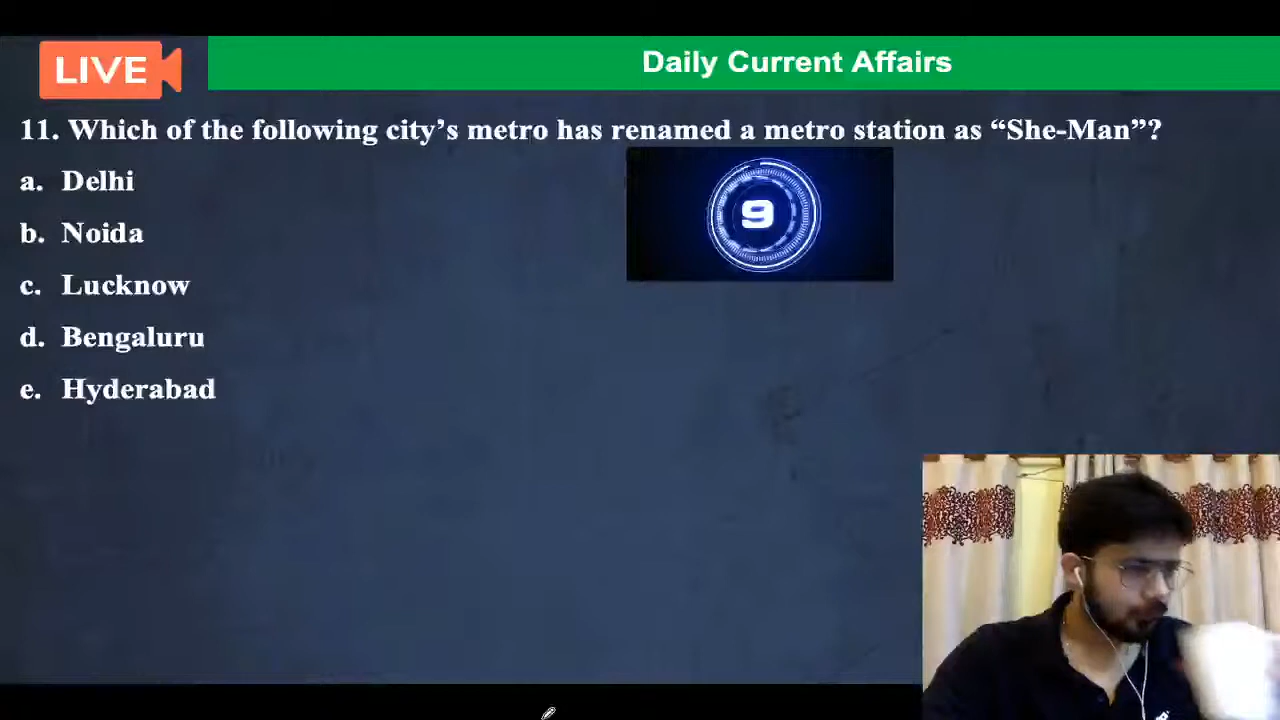 LIVE
Daily Current Affairs
11. Which of the following city’s metro has renamed a metro station as “She-Man”?
9
a. Delhi
b. Noida
c. Lucknow
d. Bengaluru
e. Hyderabad